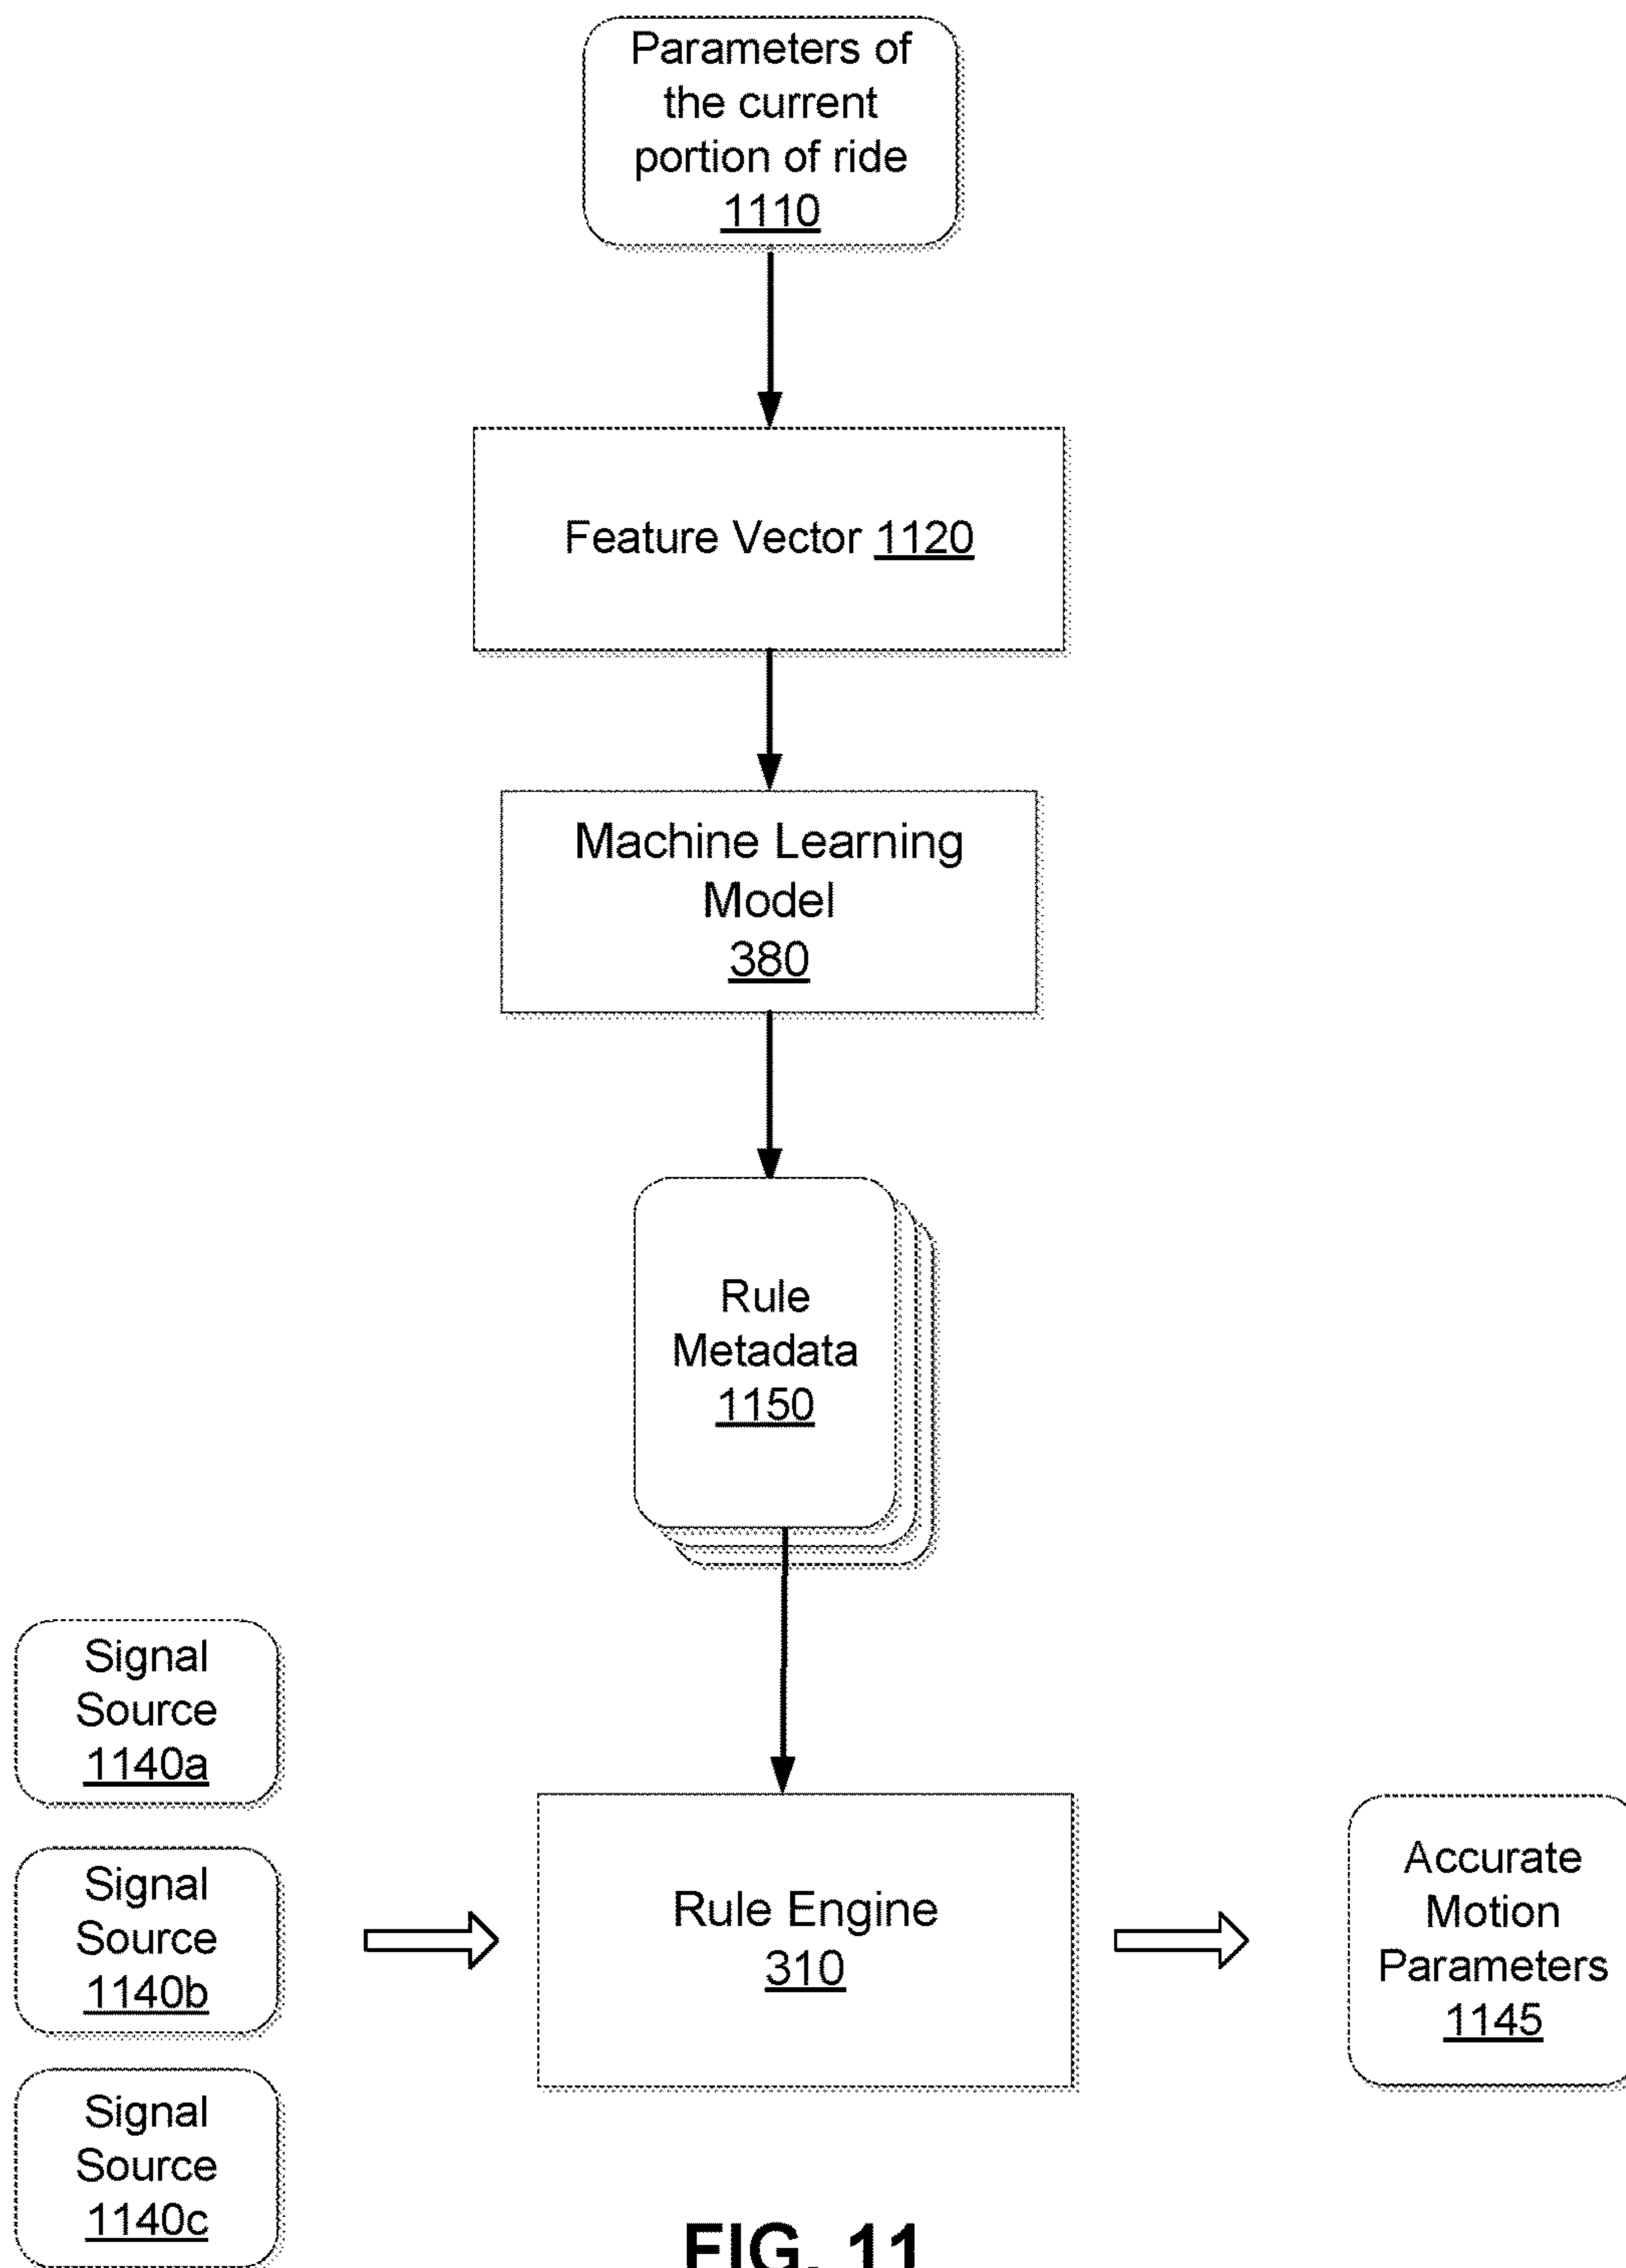 Parameters of
the current
portion of ride
1110
Feature Vector 1120
Machine Learning
Model
380
Rule
Metadata
1150
Signal
Source
1140a
Signal
Source
1140b
Signal
Source
1140c
Rule Engine
310
Accurate
Motion
Parameters
1145
FIG. 11